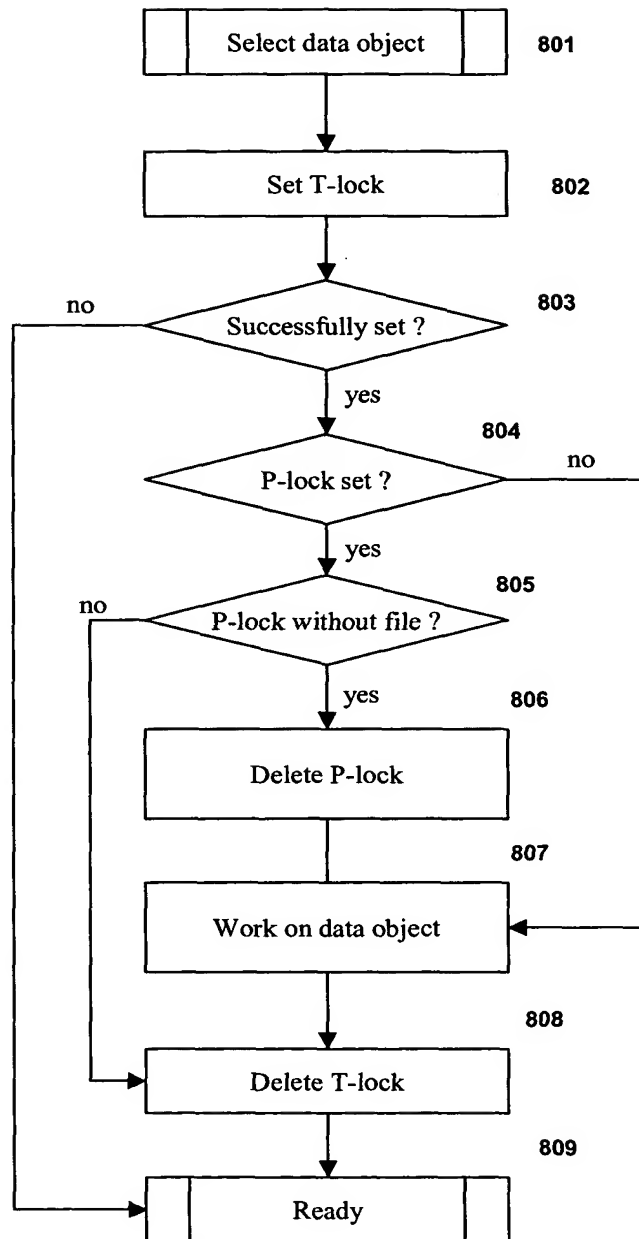 Select data object
801
Set T-lock
802
Successfully set ?
803
no
yes
804
P-lock set ?
no
yes
805
no
P-lock without file ?
yes
806
Delete P-lock
807
Work on data object
808
Delete T-lock
809
Ready